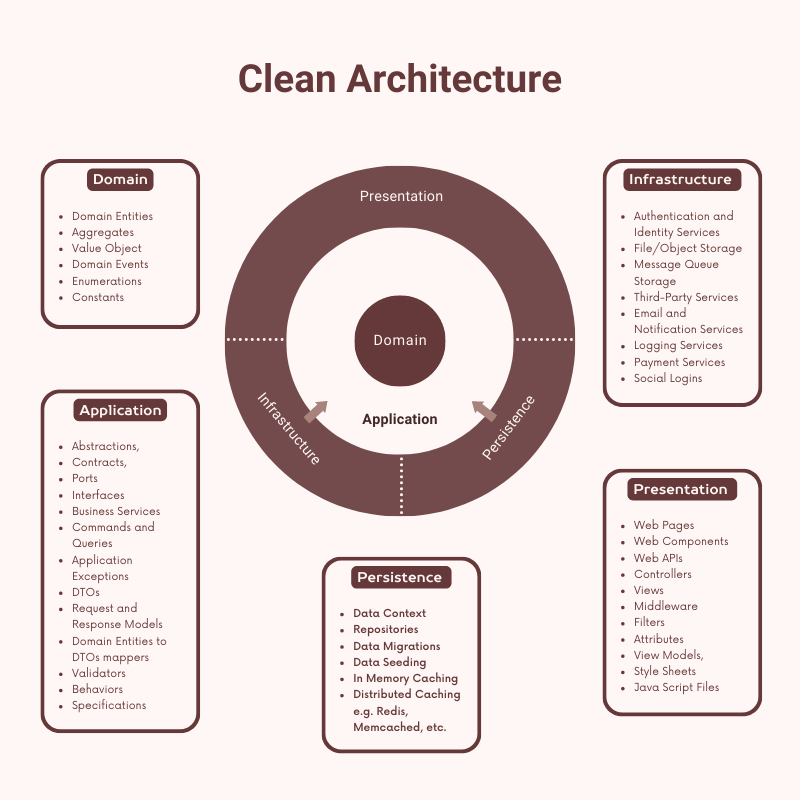 Clean Architecture
Domain
• Domain Entities
• Aggregates
• Value Object
• Domain Events
• Enumerations
• Constants
Application
• Abstractions,
• Contracts,
• Ports
• Interfaces
• Business Services
• Commands and
Queries
• Application
Exceptions
• DTOs
• Request and
Response Models
• Domain Entities to
DTOs mappers
• Validators
• Behaviors
• Specifications
Presentation
Domain
Application
Infrastructure
Persistence
Persistence
• Data Context
• Repositories
• Data Migrations
• Data Seeding
• In Memory Caching
• Distributed Caching
e.g. Redis,
Memcached, etc.
Infrastructure
• Authentication and
Identity Services
• File/Object Storage
• Message Queue
Storage
• Third-Party Services
• Email and
Notification Services
• Logging Services
• Payment Services
• Social Logins
Presentation
• Web Pages
• Web Components
• Web APIs
• Controllers
• Views
• Middleware
• Filters
• Attributes
• View Models,
• Style Sheets
• Java Script Files